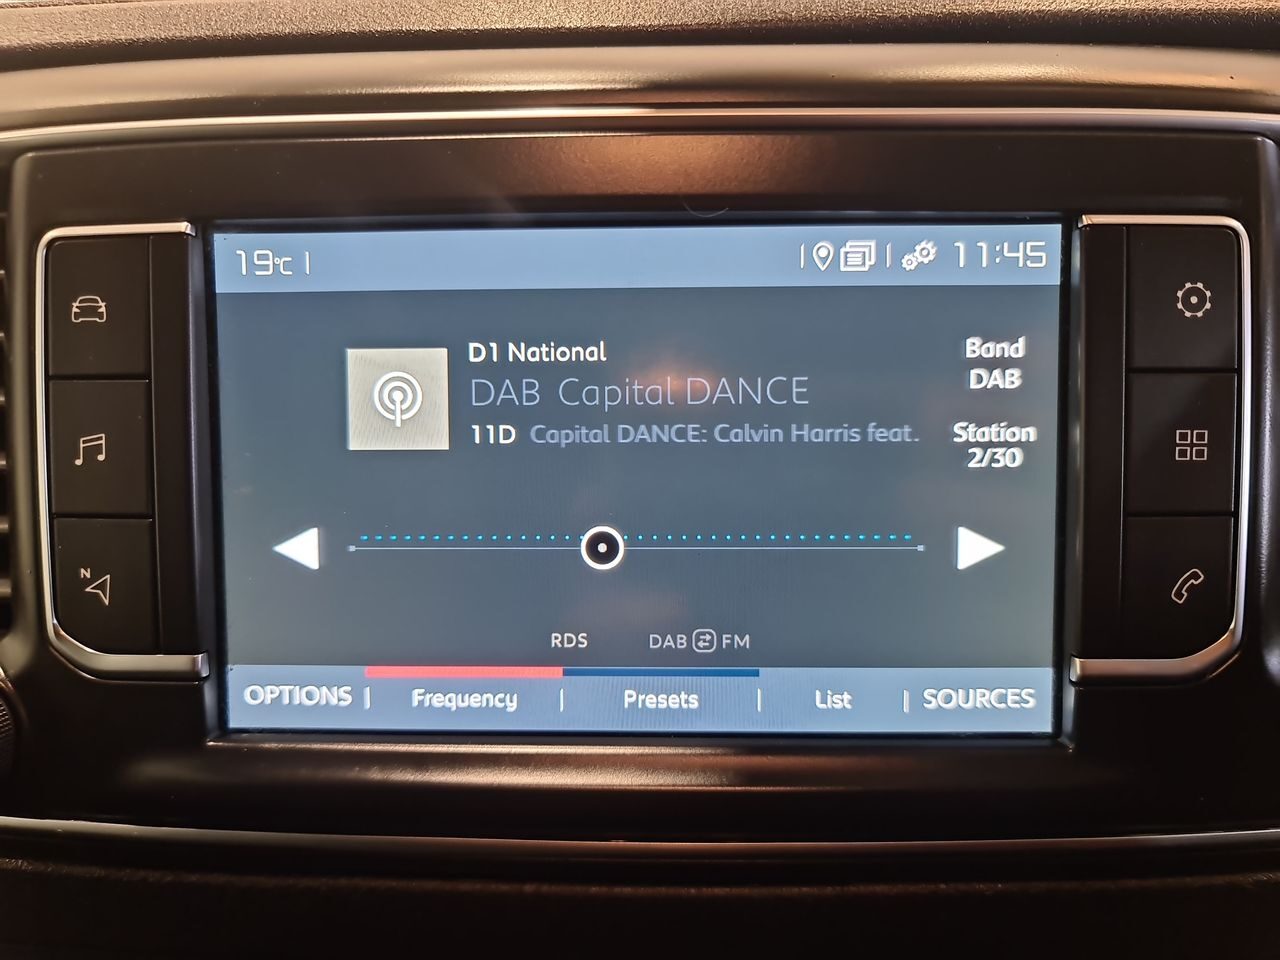 19°C
11:45
D1 National
DAB Capital DANCE
11D Capital DANCE: Calvin Harris feat.
Band
DAB
Station
2/30
N
RDS DAB FM
OPTIONS Frequency Presets List SOURCES